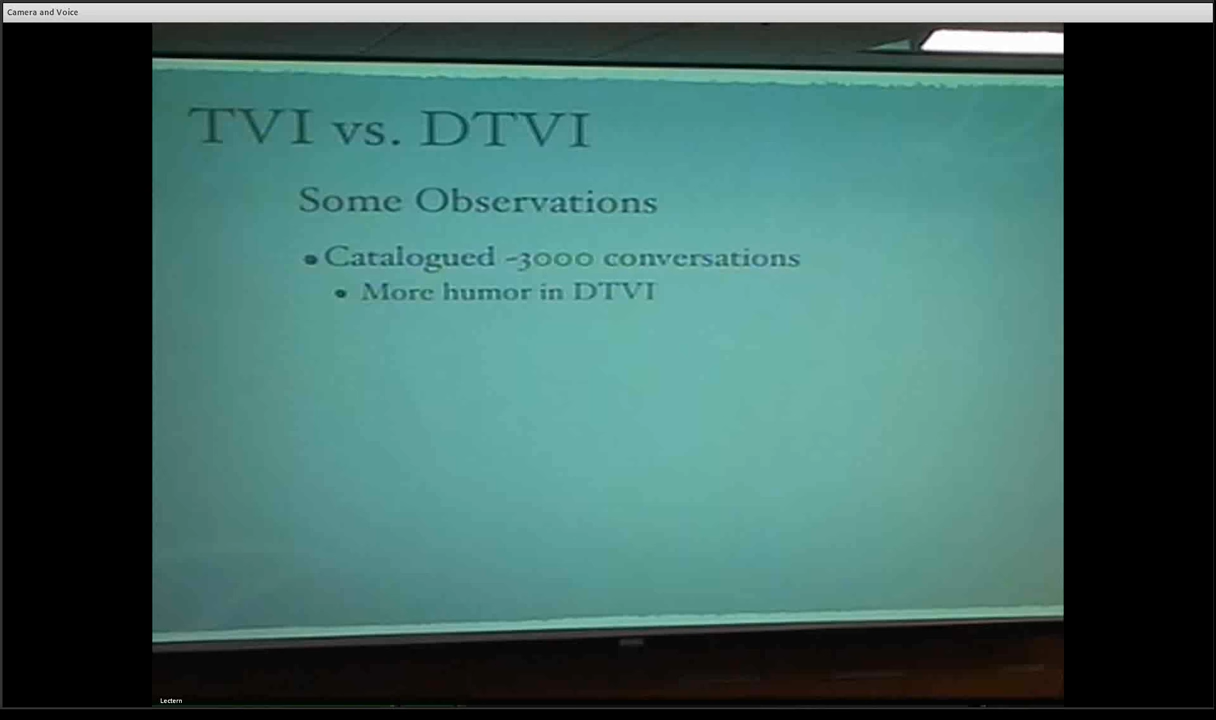 Camera and Voice
TVI vs. DTVI
Some Observations
• Catalogued ~3000 conversations
• More humor in DTVI
Lectern